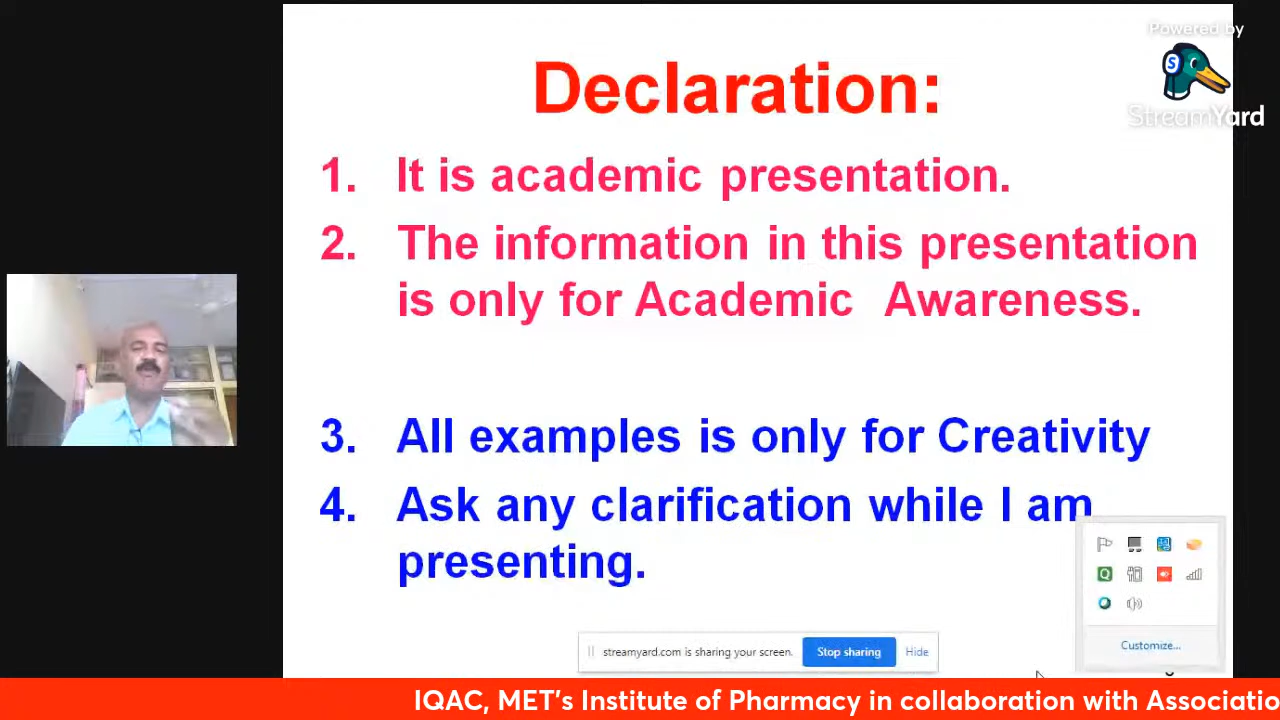 Powered by
StreamYard
Declaration:
1. It is academic presentation.
2. The information in this presentation
is only for Academic Awareness.
3. All examples is only for Creativity
4. Ask any clarification while I am
presenting.
Customize...
streamyard.com is sharing your screen. Stop sharing Hide
IQAC, MET's Institute of Pharmacy in collaboration with Associatio